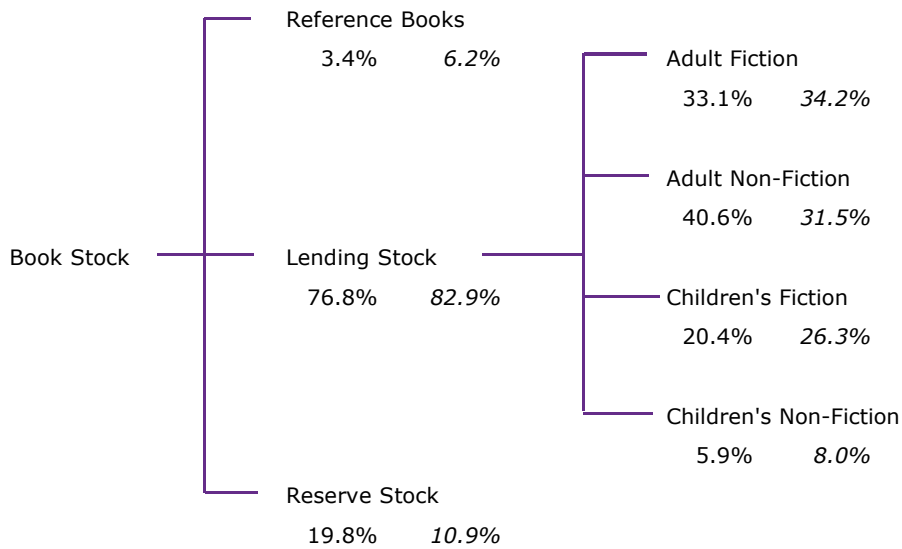 Reference Books
3.4% 6.2%
Adult Fiction
33.1% 34.2%
Adult Non-Fiction
40.6% 31.5%
Book Stock
Lending Stock
76.8% 82.9%
Children's Fiction
20.4% 26.3%
Children's Non-Fiction
5.9% 8.0%
Reserve Stock
19.8% 10.9%